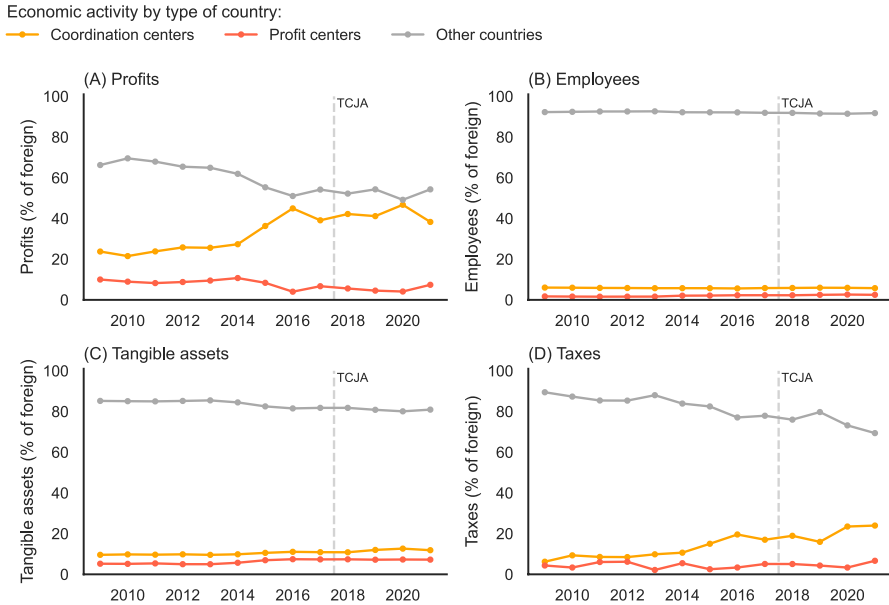 Economic activity by type of country:
Coordination centers Profit centers Other countries
(A) Profits
Profits (% of foreign)
100
80
60
40
20
0
TCJA
2010 2012 2014 2016 2018 2020
(B) Employees
Employees (% of foreign)
100
80
60
40
20
0
TCJA
2010 2012 2014 2016 2018 2020
(C) Tangible assets
Tangible assets (% of foreign)
100
80
60
40
20
0
TCJA
2010 2012 2014 2016 2018 2020
(D) Taxes
Taxes (% of foreign)
100
80
60
40
20
0
TCJA
2010 2012 2014 2016 2018 2020